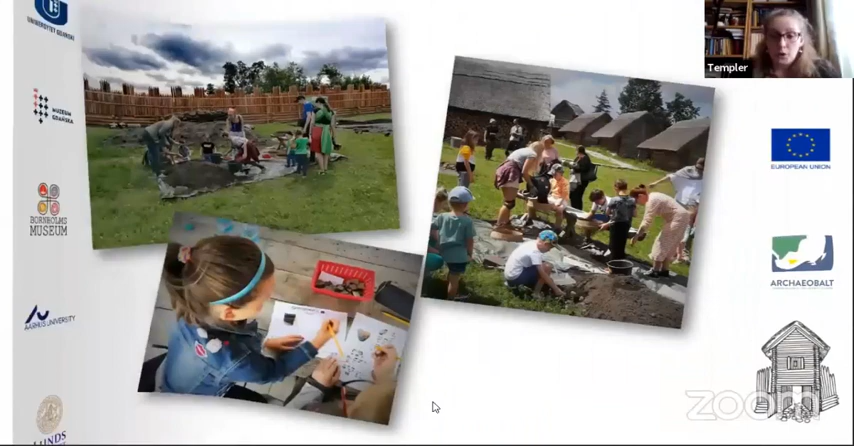 UNIWERSYTET GDAŃSKI
MUZEUM
GDAŃSKA
BORNHOLMS
MUSEUM
AARHUS UNIVERSITY
LUNDS
Templer
EUROPEAN UNION
ARCHAEOBALT
zoom